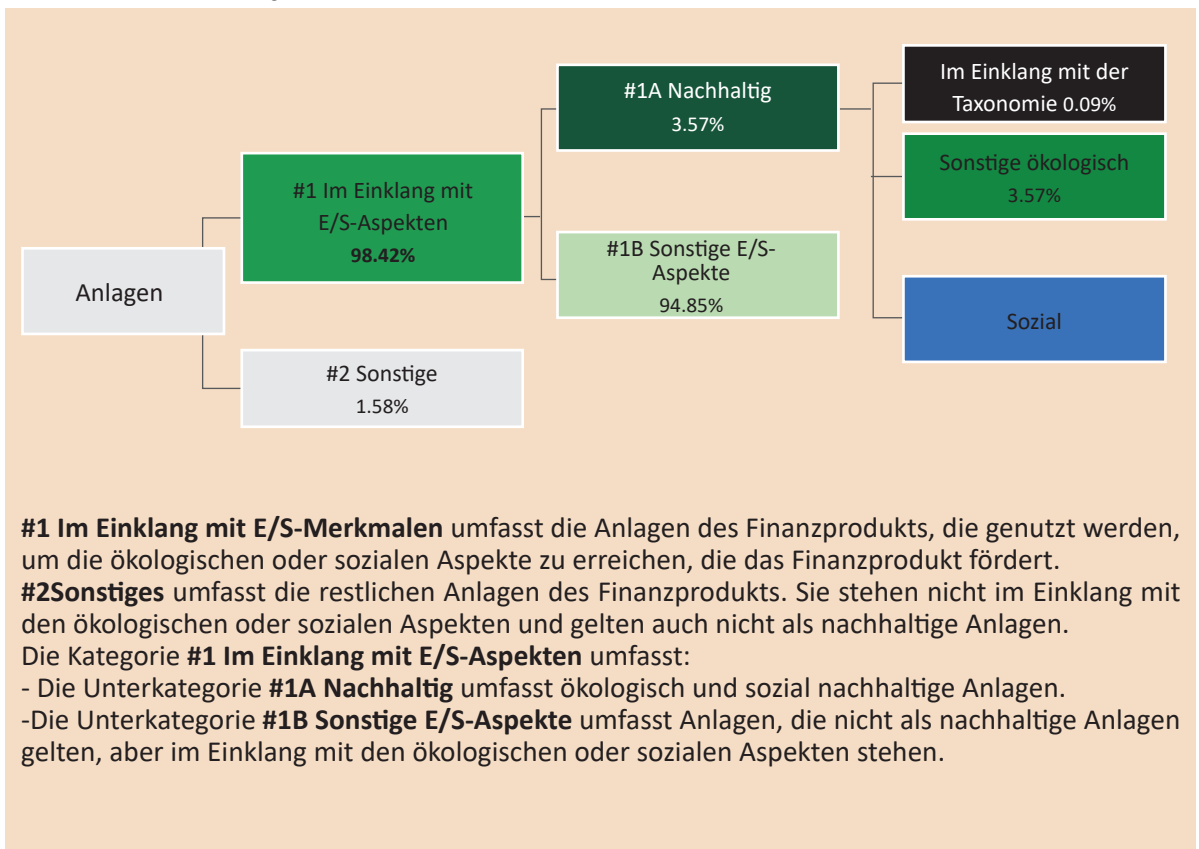 Anlagen
#1 Im Einklang mit
E/S-Aspekten
98.42%
#2 Sonstige
1.58%
#1A Nachhaltig
3.57%
#1B Sonstige E/S-
Aspekte
94.85%
Im Einklang mit der
Taxonomie 0.09%
Sonstige ökologisch
3.57%
Sozial
#1 Im Einklang mit E/S-Merkmalen umfasst die Anlagen des Finanzprodukts, die genutzt werden,
um die ökologischen oder sozialen Aspekte zu erreichen, die das Finanzprodukt fördert.
#2Sonstiges umfasst die restlichen Anlagen des Finanzprodukts. Sie stehen nicht im Einklang mit
den ökologischen oder sozialen Aspekten und gelten auch nicht als nachhaltige Anlagen.
Die Kategorie #1 Im Einklang mit E/S-Aspekten umfasst:
- Die Unterkategorie #1A Nachhaltig umfasst ökologisch und sozial nachhaltige Anlagen.
-Die Unterkategorie #1B Sonstige E/S-Aspekte umfasst Anlagen, die nicht als nachhaltige Anlagen
gelten, aber im Einklang mit den ökologischen oder sozialen Aspekten stehen.